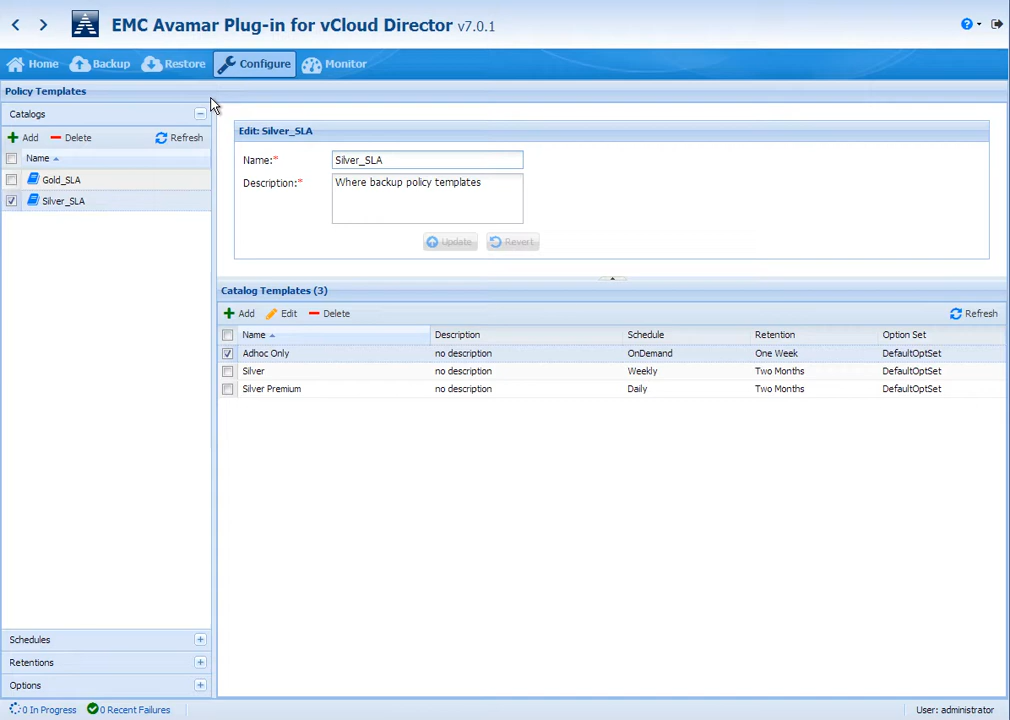 EMC Avamar Plug-in for vCloud Director v7.0.1
Home Backup Restore Configure Monitor
Policy Templates
Catalogs
Add Delete Refresh
Name
Gold_SLA
Silver_SLA
Edit: Silver_SLA
Name:* Silver_SLA
Description:* Where backup policy templates
Update Revert
Catalog Templates (3)
Add Edit Delete Refresh
Name Description Schedule Retention Option Set
Adhoc Only no description OnDemand One Week DefaultOptSet
Silver no description Weekly Two Months DefaultOptSet
Silver Premium no description Daily Two Months DefaultOptSet
Schedules
Retentions
Options
0 In Progress 0 Recent Failures User: administrator